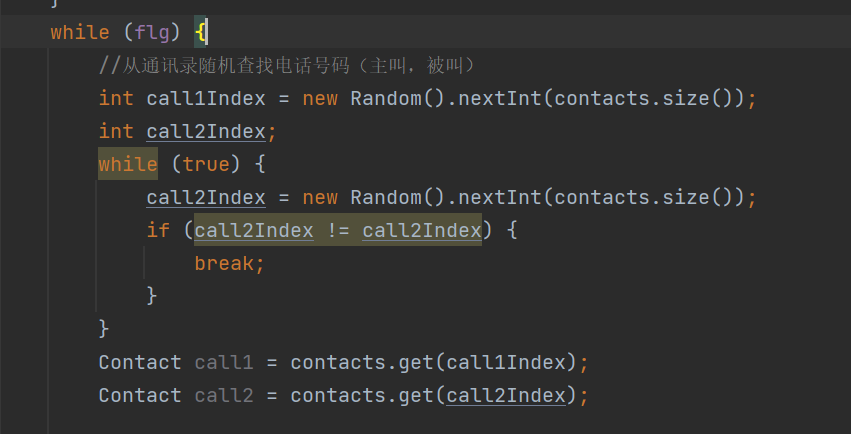 }
while (flg) {
//从通讯录随机查找电话号码（主叫，被叫）
int call1Index = new Random().nextInt(contacts.size());
int call2Index;
while (true) {
call2Index = new Random().nextInt(contacts.size());
if (call2Index != call2Index) {
break;
}
}
Contact call1 = contacts.get(call1Index);
Contact call2 = contacts.get(call2Index);